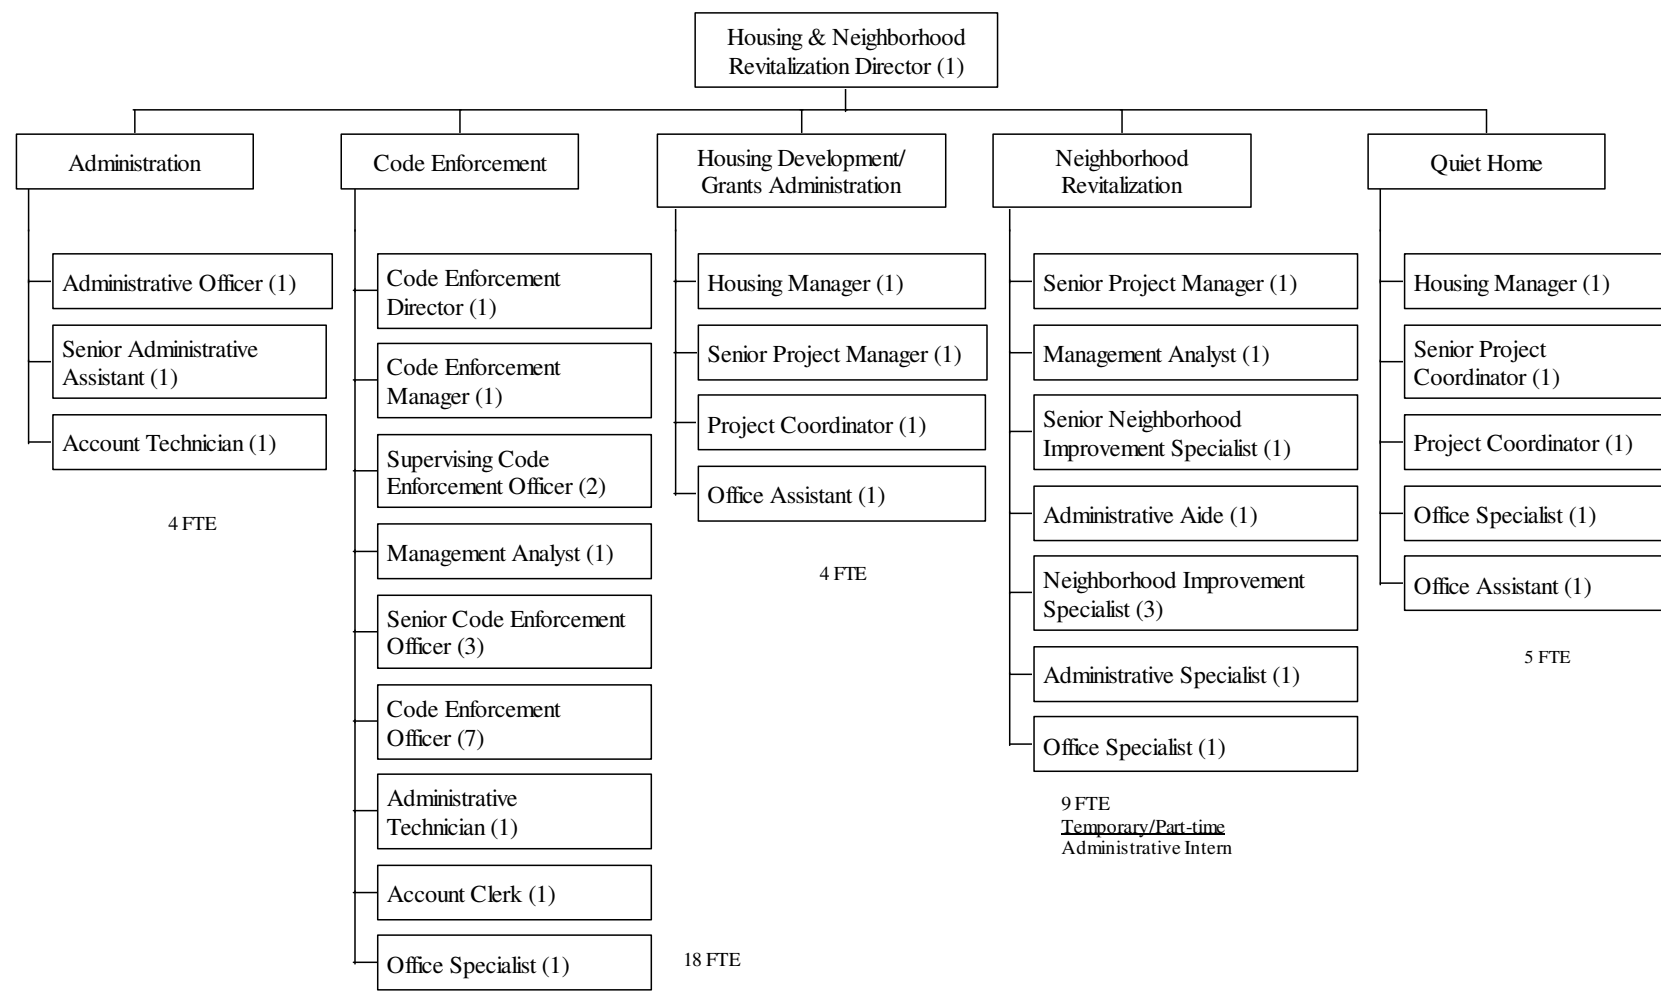 Housing & Neighborhood
Revitalization Director (1)
Administration
Administrative Officer (1)
Senior Administrative
Assistant (1)
Account Technician (1)
4 FTE
Code Enforcement
Code Enforcement
Director (1)
Code Enforcement
Manager (1)
Supervising Code
Enforcement Officer (2)
Management Analyst (1)
Senior Code Enforcement
Officer (3)
Code Enforcement
Officer (7)
Administrative
Technician (1)
Account Clerk (1)
Office Specialist (1)
18 FTE
Housing Development/
Grants Administration
Housing Manager (1)
Senior Project Manager (1)
Project Coordinator (1)
Office Assistant (1)
4 FTE
Neighborhood
Revitalization
Senior Project Manager (1)
Management Analyst (1)
Senior Neighborhood
Improvement Specialist (1)
Administrative Aide (1)
Neighborhood Improvement
Specialist (3)
Administrative Specialist (1)
Office Specialist (1)
9 FTE
Temporary/Part-time
Administrative Intern
Quiet Home
Housing Manager (1)
Senior Project
Coordinator (1)
Project Coordinator (1)
Office Specialist (1)
Office Assistant (1)
5 FTE